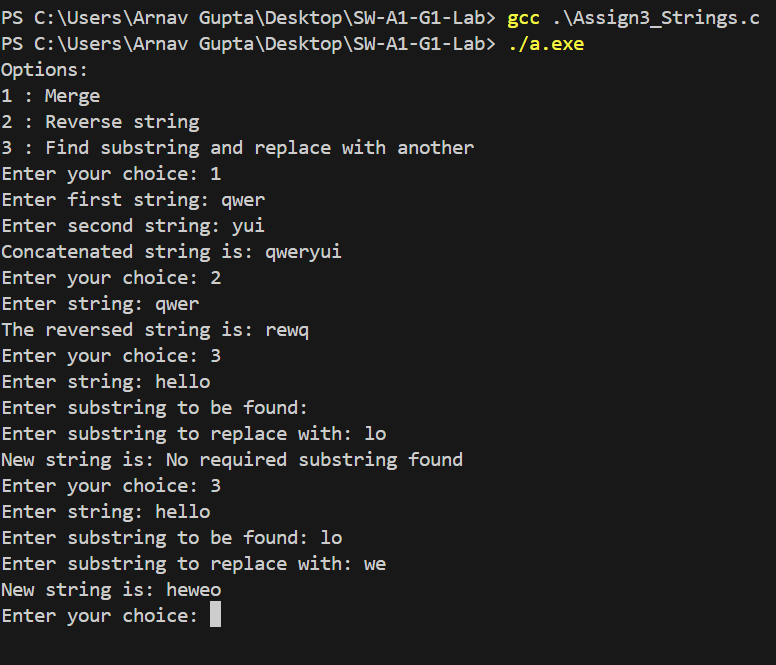 PS C:\Users\Arnav Gupta\Desktop\SW-A1-G1-Lab> gcc .\Assign3_Strings.c
PS C:\Users\Arnav Gupta\Desktop\SW-A1-G1-Lab> ./a.exe
Options:
1 : Merge
2 : Reverse string
3 : Find substring and replace with another
Enter your choice: 1
Enter first string: qwer
Enter second string: yui
Concatenated string is: qweryui
Enter your choice: 2
Enter string: qwer
The reversed string is: rewq
Enter your choice: 3
Enter string: hello
Enter substring to be found:
Enter substring to replace with: lo
New string is: No required substring found
Enter your choice: 3
Enter string: hello
Enter substring to be found: lo
Enter substring to replace with: we
New string is: heweo
Enter your choice: